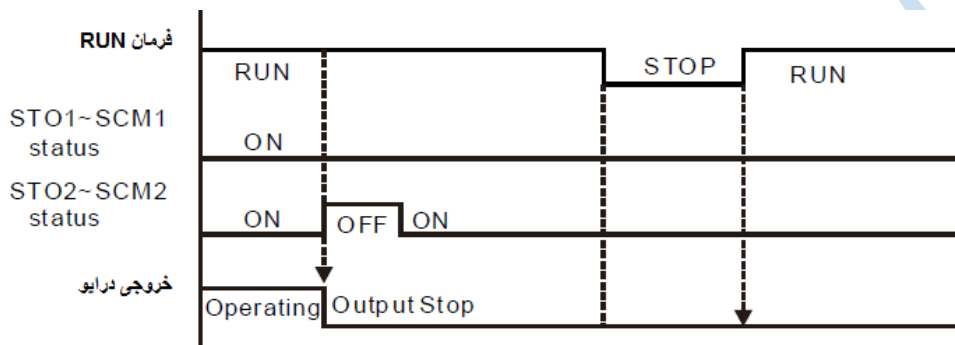 فرمان RUN
RUN
STOP
RUN
STO1~SCM1
status
ON
STO2~SCM2
status
ON
OFF
ON
خروجی درایو
Operating
Output Stop